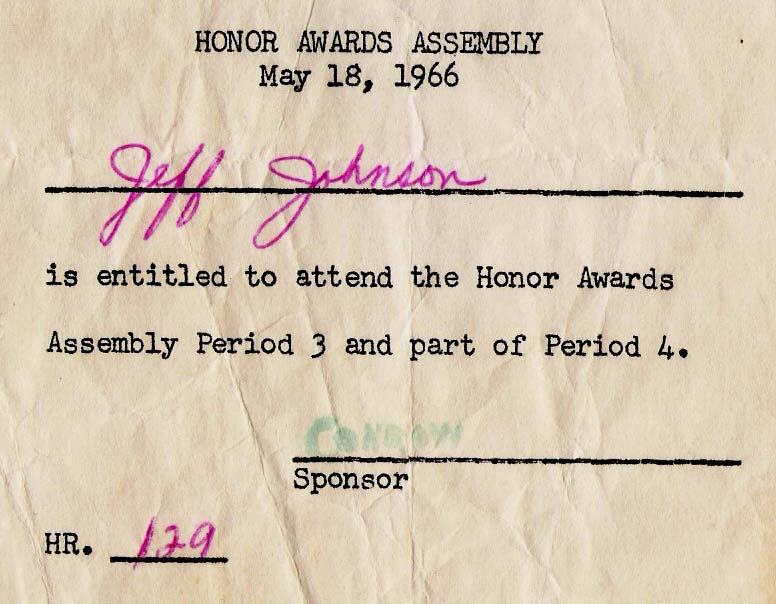 HONOR AWARDS ASSEMBLY
May 18, 1966
Jeff Johnson
is entitled to attend the Honor Awards
Assembly Period 3 and part of Period 4.
Sponsor
HR. 129